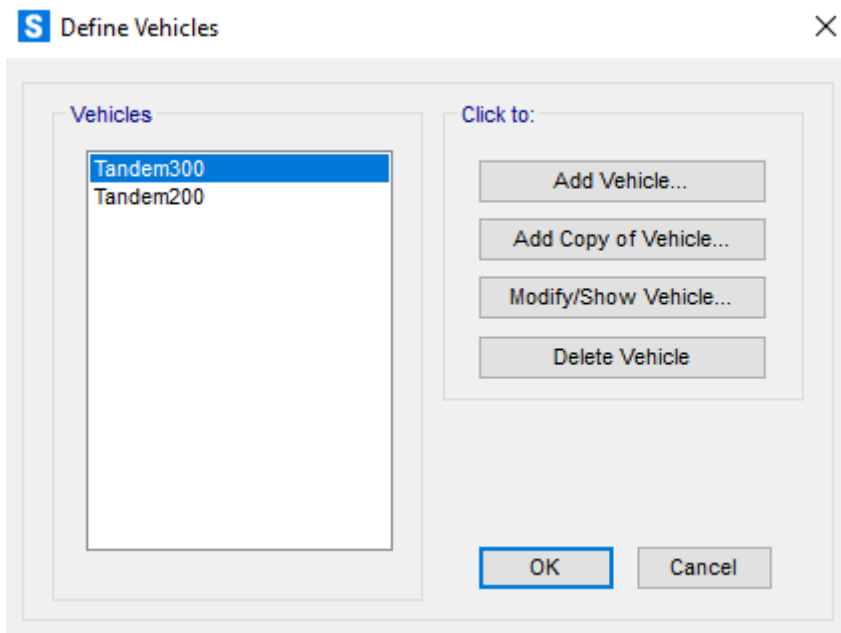 S Define Vehicles
Vehicles
Tandem300
Tandem200
Click to:
Add Vehicle...
Add Copy of Vehicle...
Modify/Show Vehicle...
Delete Vehicle
OK
Cancel